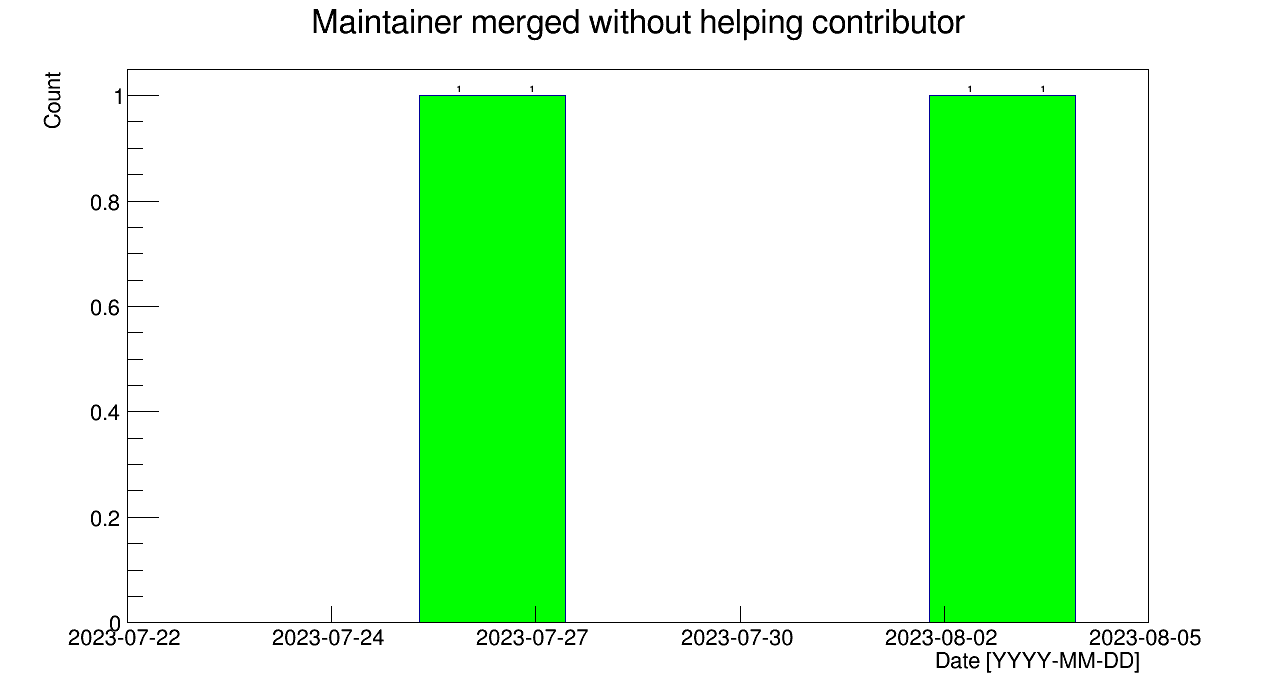 Maintainer merged without helping contributor
Count
1 1 1 1
1
0.8
0.6
0.4
0.2
0
2023-07-22 2023-07-24 2023-07-27 2023-07-30 2023-08-02 2023-08-05
Date [YYYY-MM-DD]